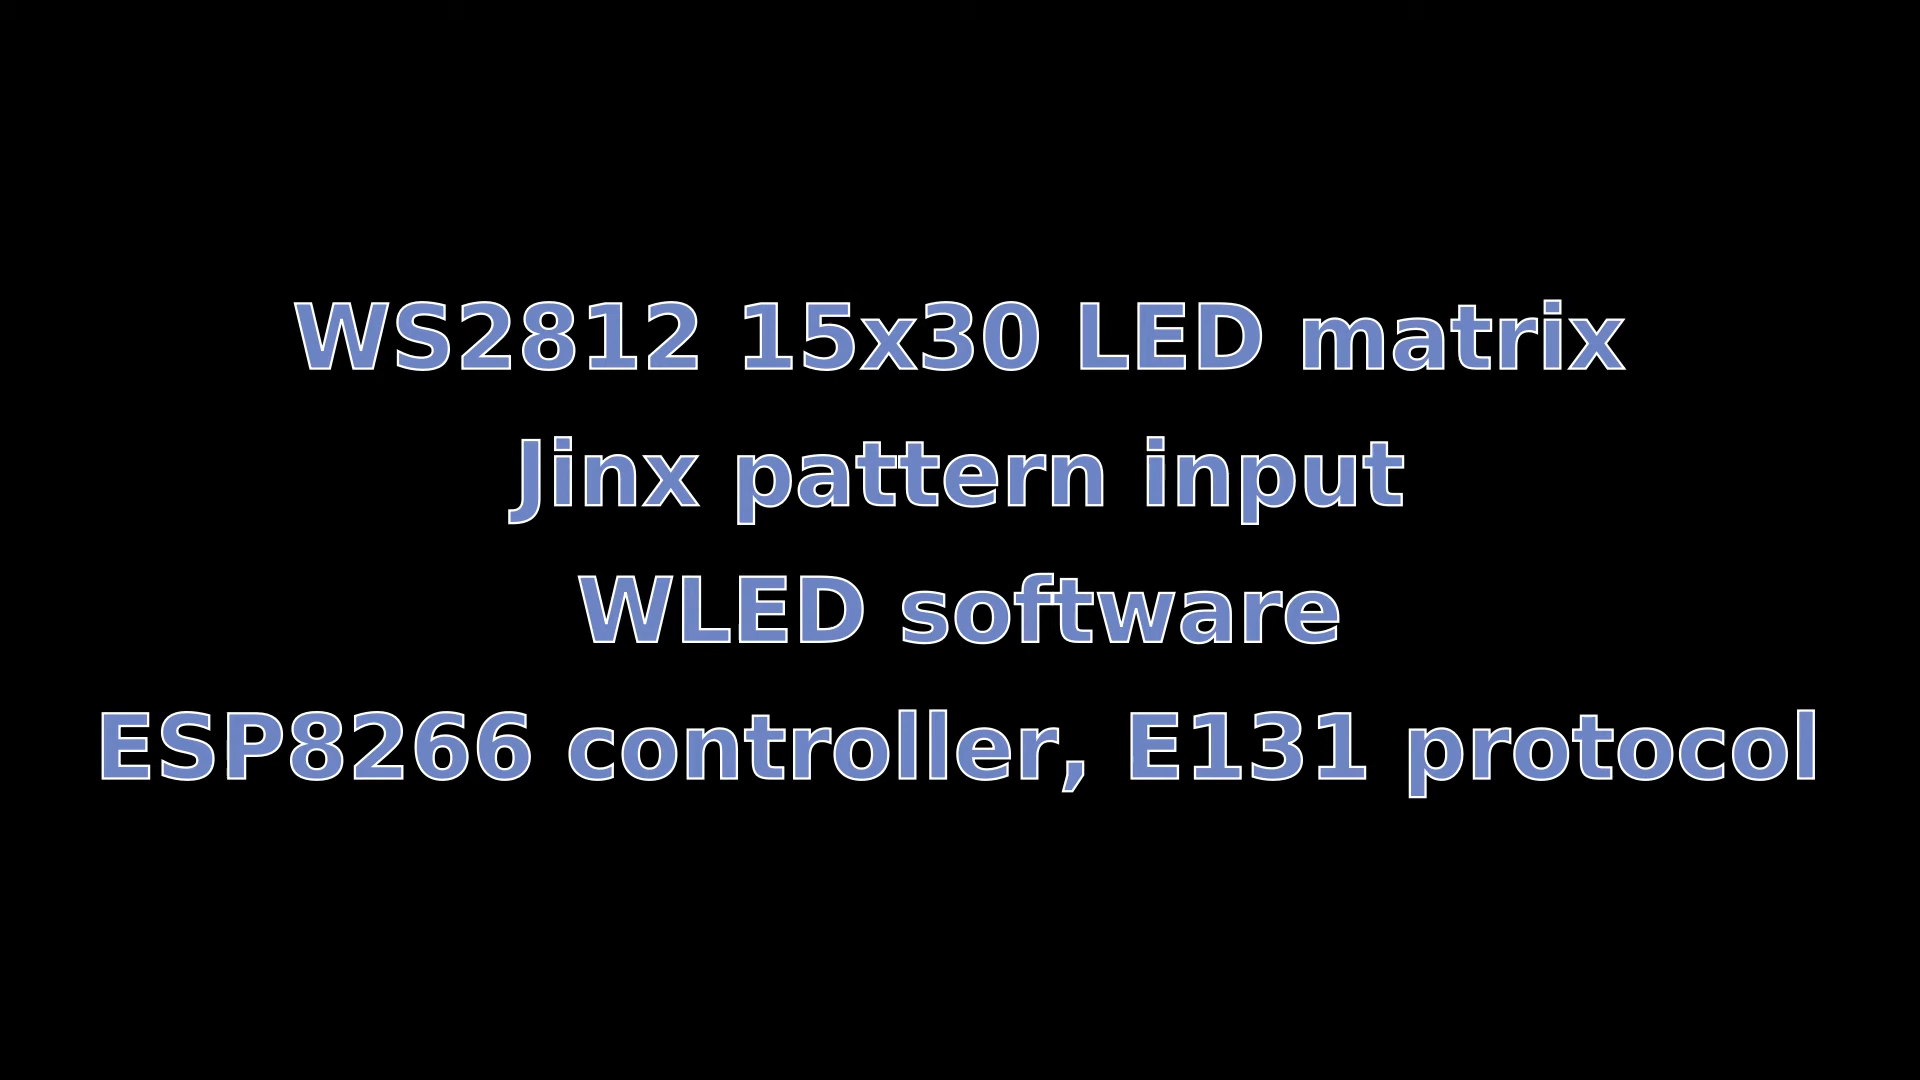 WS2812 15x30 LED matrix
Jinx pattern input
WLED software
ESP8266 controller, E131 protocol